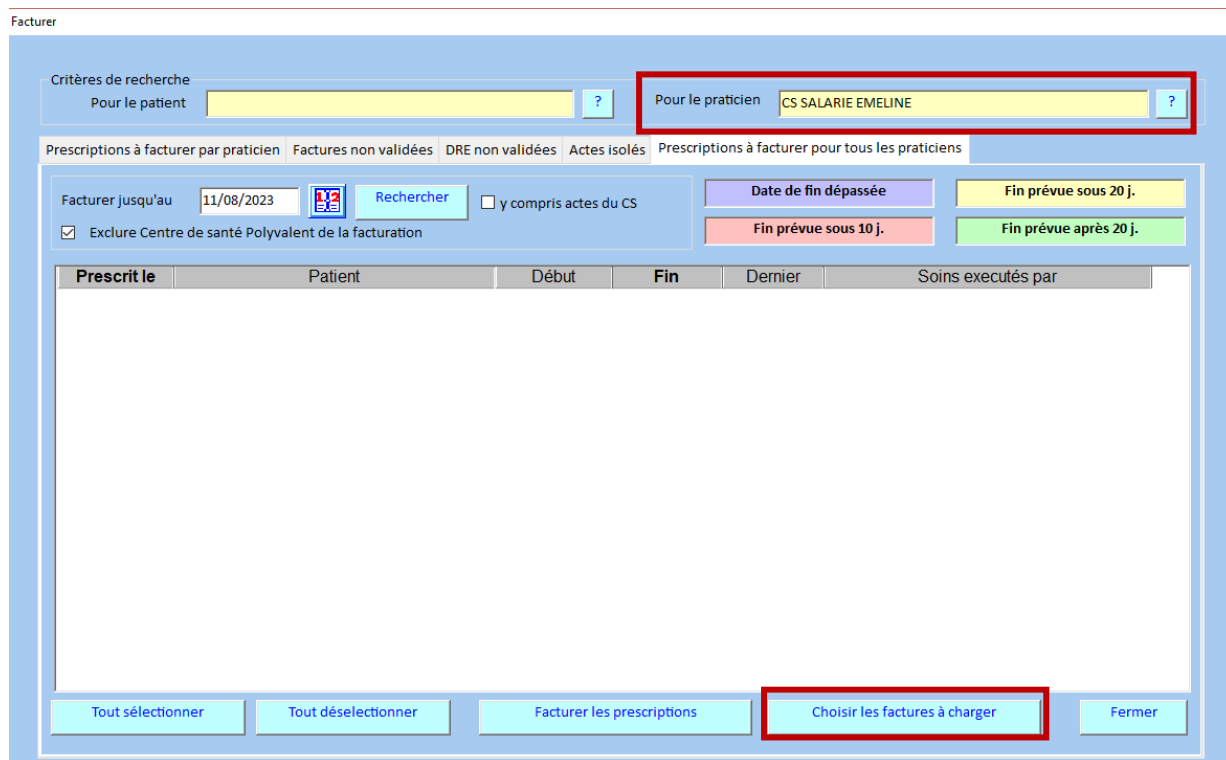 Facturer
Critères de recherche
Pour le patient ? Pour le praticien CS SALARIE EMELINE ?
Prescriptions à facturer par praticien Factures non validées DRE non validées Actes isolés Prescriptions à facturer pour tous les praticiens
Facturer jusqu'au 11/08/2023 Rechercher y compris actes du CS
Exclure Centre de santé Polyvalent de la facturation
Date de fin dépassée Fin prévue sous 20 j.
Fin prévue sous 10 j. Fin prévue après 20 j.
Prescrit le Patient Début Fin Dernier Soins executés par
Tout sélectionner Tout déselectionner Facturer les prescriptions Choisir les factures à charger Fermer